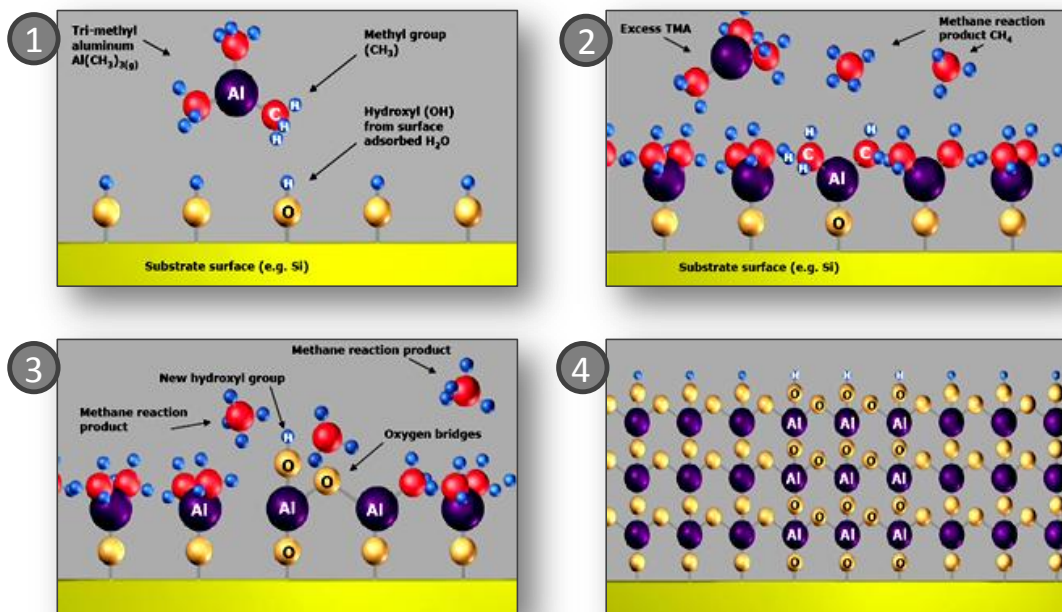 1
Tri-methyl
aluminum
Al(CH₃)₃(g)
Methyl group
(CH₃)
Al
H
C
H
H
Hydroxyl (OH)
from surface
adsorbed H₂O
H
O
Substrate surface (e.g. Si)
2
Excess TMA
Methane reaction
product CH₄
H
H
C
C
H
H
Al
O
Substrate surface (e.g. Si)
3
Methane reaction product
New hydroxyl group
Methane reaction
product
H
Oxygen bridges
O
O
Al
Al
Al
O
4
H H H
O O O
O O O O
Al Al Al
O O O
O O O O
Al Al Al
O O O
O O O O
Al Al Al
O O O